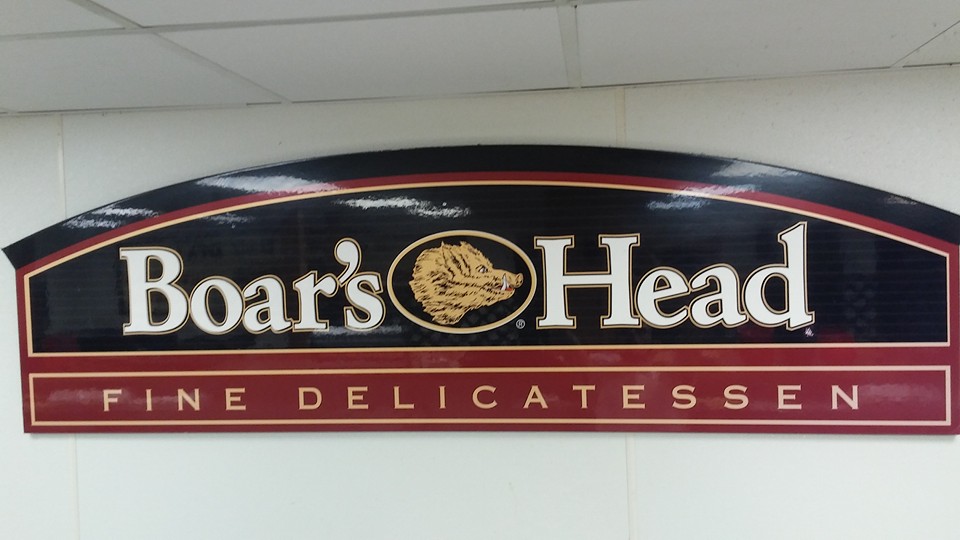 Boar's Head
®
FINE DELICATESSEN